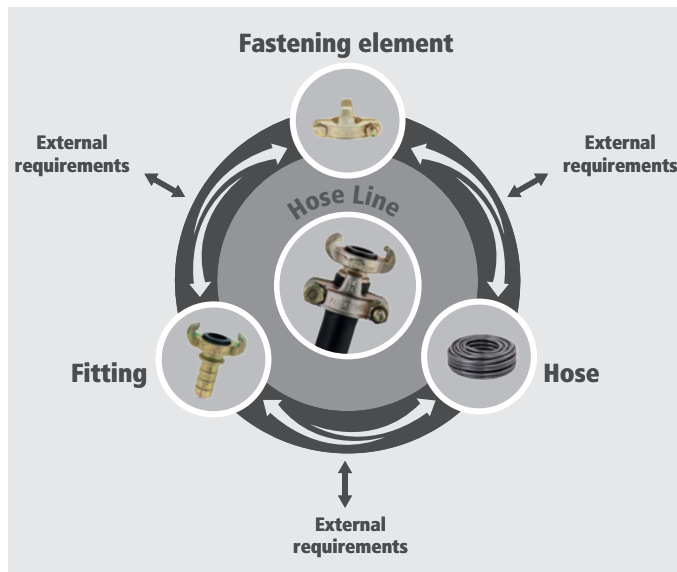 Fastening element
External
requirements
External
requirements
Hose Line
Fitting
Hose
External
requirements